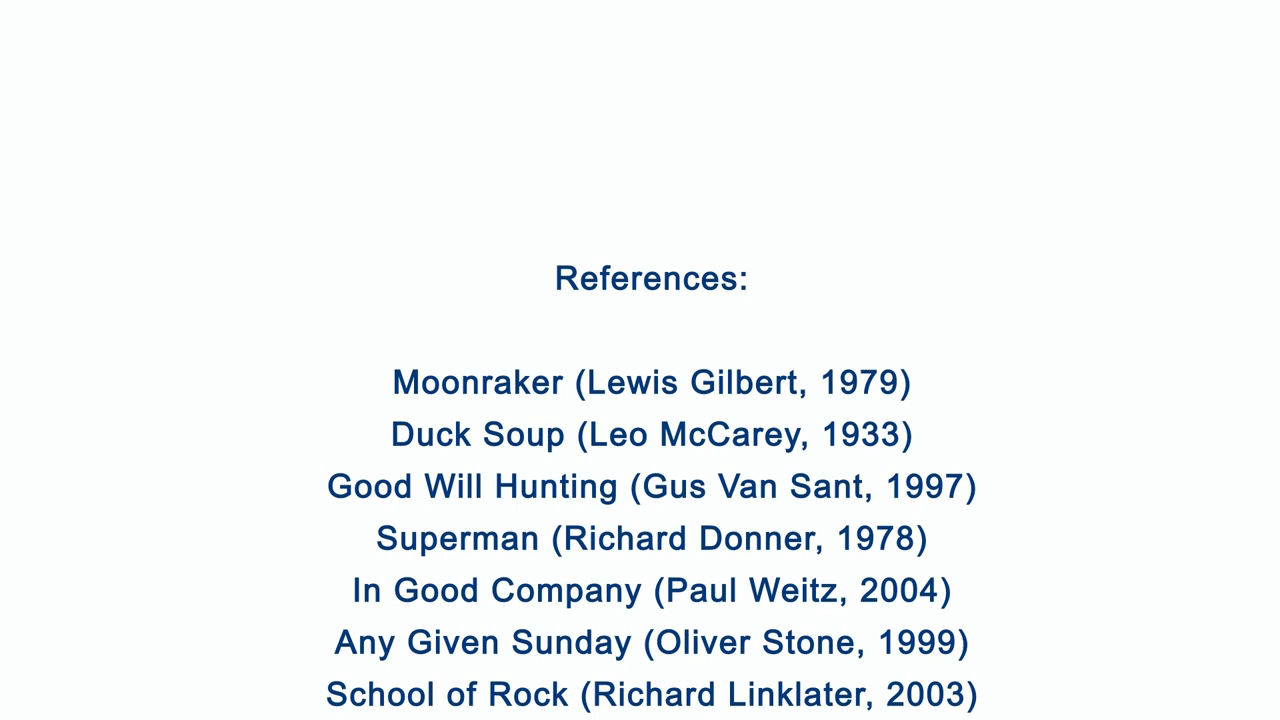 References:
Moonraker (Lewis Gilbert, 1979)
Duck Soup (Leo McCarey, 1933)
Good Will Hunting (Gus Van Sant, 1997)
Superman (Richard Donner, 1978)
In Good Company (Paul Weitz, 2004)
Any Given Sunday (Oliver Stone, 1999)
School of Rock (Richard Linklater, 2003)